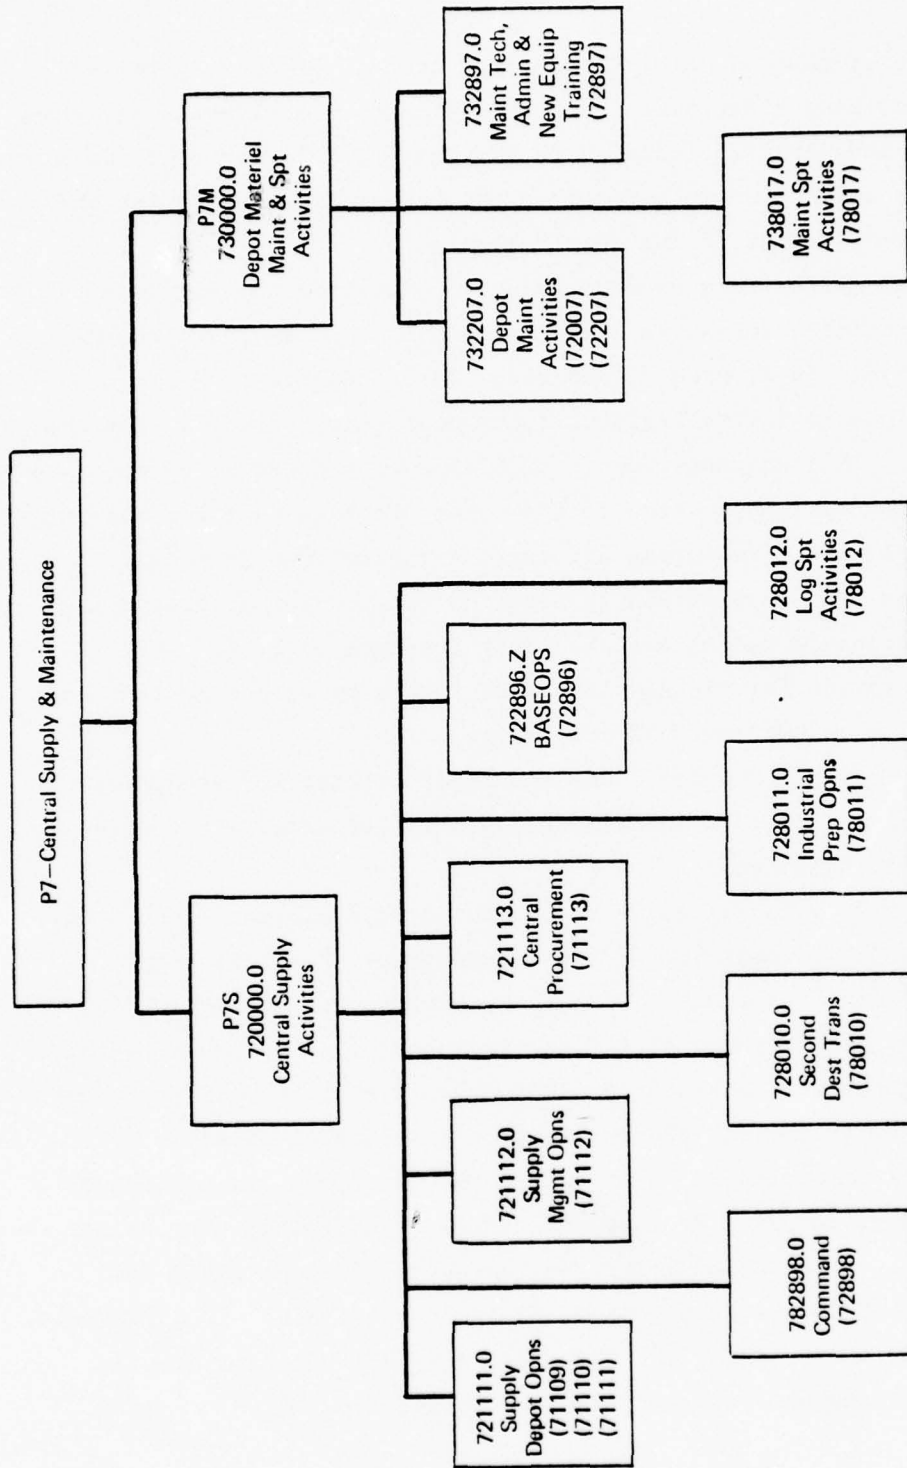 P7–Central Supply & Maintenance
P7S
720000.0
Central Supply
Activities
P7M
730000.0
Depot Materiel
Maint & Spt
Activities
721111.0
Supply
Depot Opns
(71109)
(71110)
(71111)
721112.0
Supply
Mgmt Opns
(71112)
721113.0
Central
Procurement
(71113)
722896.Z
BASEOPS
(72896)
732207.0
Depot
Maint
Activities
(72007)
(72207)
732897.0
Maint Tech,
Admin &
New Equip
Training
(72897)
782898.0
Command
(72898)
728010.0
Second
Dest Trans
(78010)
728011.0
Industrial
Prep Opns
(78011)
728012.0
Log Spt
Activities
(78012)
738017.0
Maint Spt
Activities
(78017)